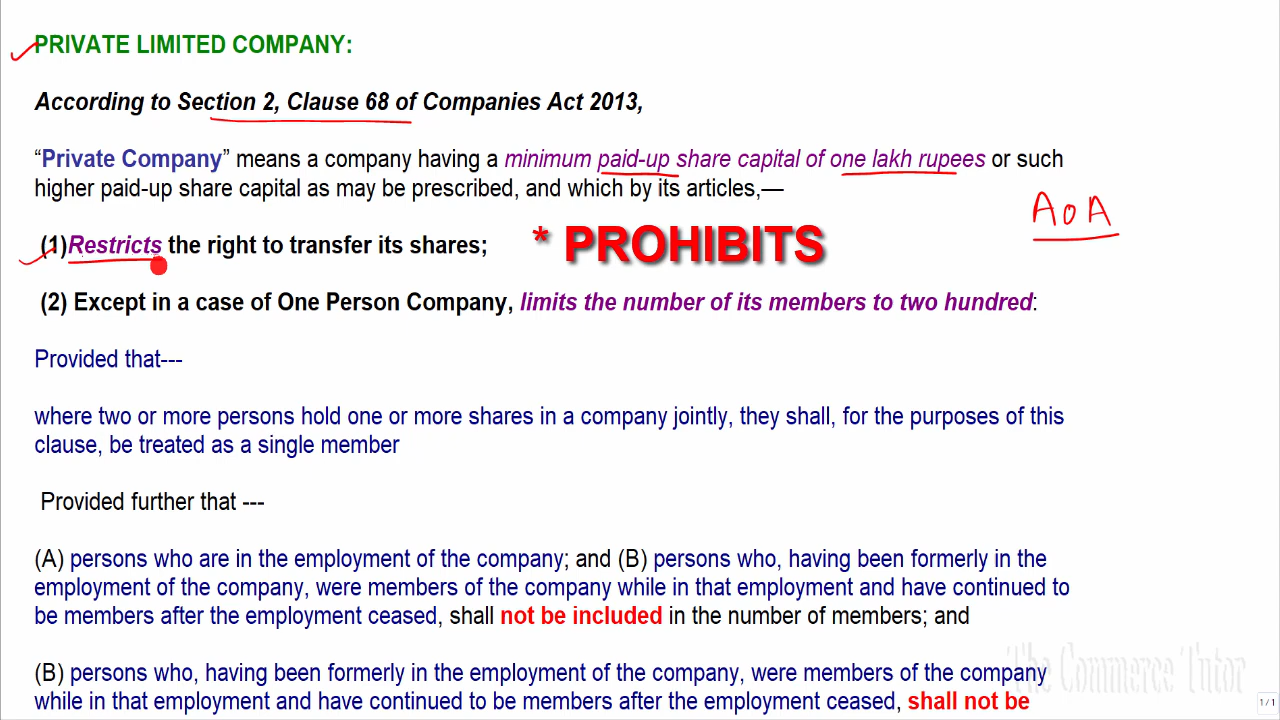 PRIVATE LIMITED COMPANY:
According to Section 2, Clause 68 of Companies Act 2013,
“Private Company” means a company having a minimum paid-up share capital of one lakh rupees or such
higher paid-up share capital as may be prescribed, and which by its articles,—
AoA
(1)Restricts the right to transfer its shares; * PROHIBITS
(2) Except in a case of One Person Company, limits the number of its members to two hundred:
Provided that---
where two or more persons hold one or more shares in a company jointly, they shall, for the purposes of this
clause, be treated as a single member
Provided further that ---
(A) persons who are in the employment of the company; and (B) persons who, having been formerly in the
employment of the company, were members of the company while in that employment and have continued to
be members after the employment ceased, shall not be included in the number of members; and
(B) persons who, having been formerly in the employment of the company, were members of the company
while in that employment and have continued to be members after the employment ceased, shall not be
The Commerce Tutor
1/1